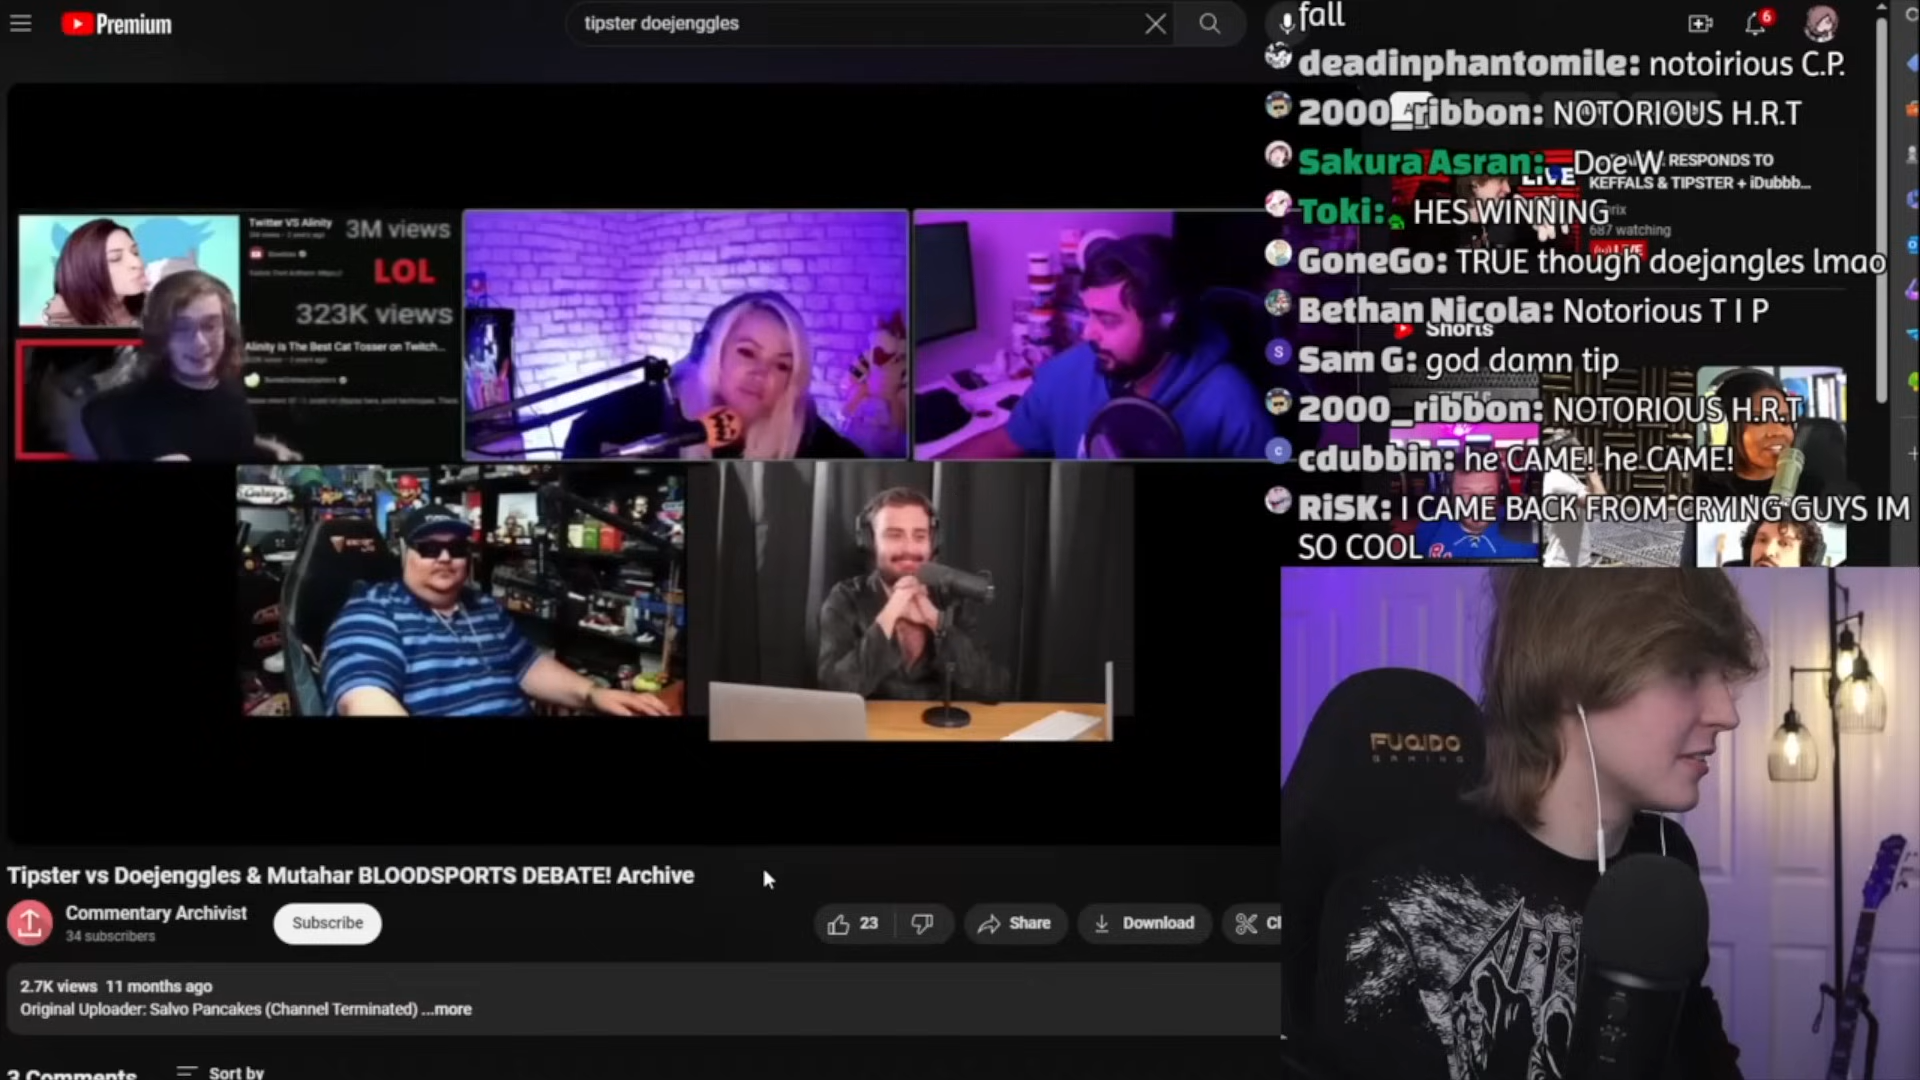 Premium
tipster doejenggles
6
Twitter VS Alinity
3M views
LOL
323K views
Alinity Is The Best Cat Tosser on Twitch...
fall
deadinphantomile: notoirious C.P.
2000_ribbon: NOTORIOUS H.R.T
Sakura Asran: Doe W
RESPONDS TO
KEFFALS & TIPSTER + iDubbb...
LIVE
Toki: HES WINNING
687 watching
LIVE
GoneGo: TRUE though doejangles lmao
Bethan Nicola: Notorious T I P
Shorts
S
Sam G: god damn tip
2000_ribbon: NOTORIOUS H.R.T
c
cdubbin: he CAME! he CAME!
RiSK: I CAME BACK FROM CRYING GUYS IM
SO COOL
FUQIDO
GAMING
Tipster vs Doejenggles & Mutahar BLOODSPORTS DEBATE! Archive
Commentary Archivist
34 subscribers
Subscribe
23
Share
Download
Cl
2.7K views 11 months ago
Original Uploader: Salvo Pancakes (Channel Terminated) ...more
3 Comments
Sort by